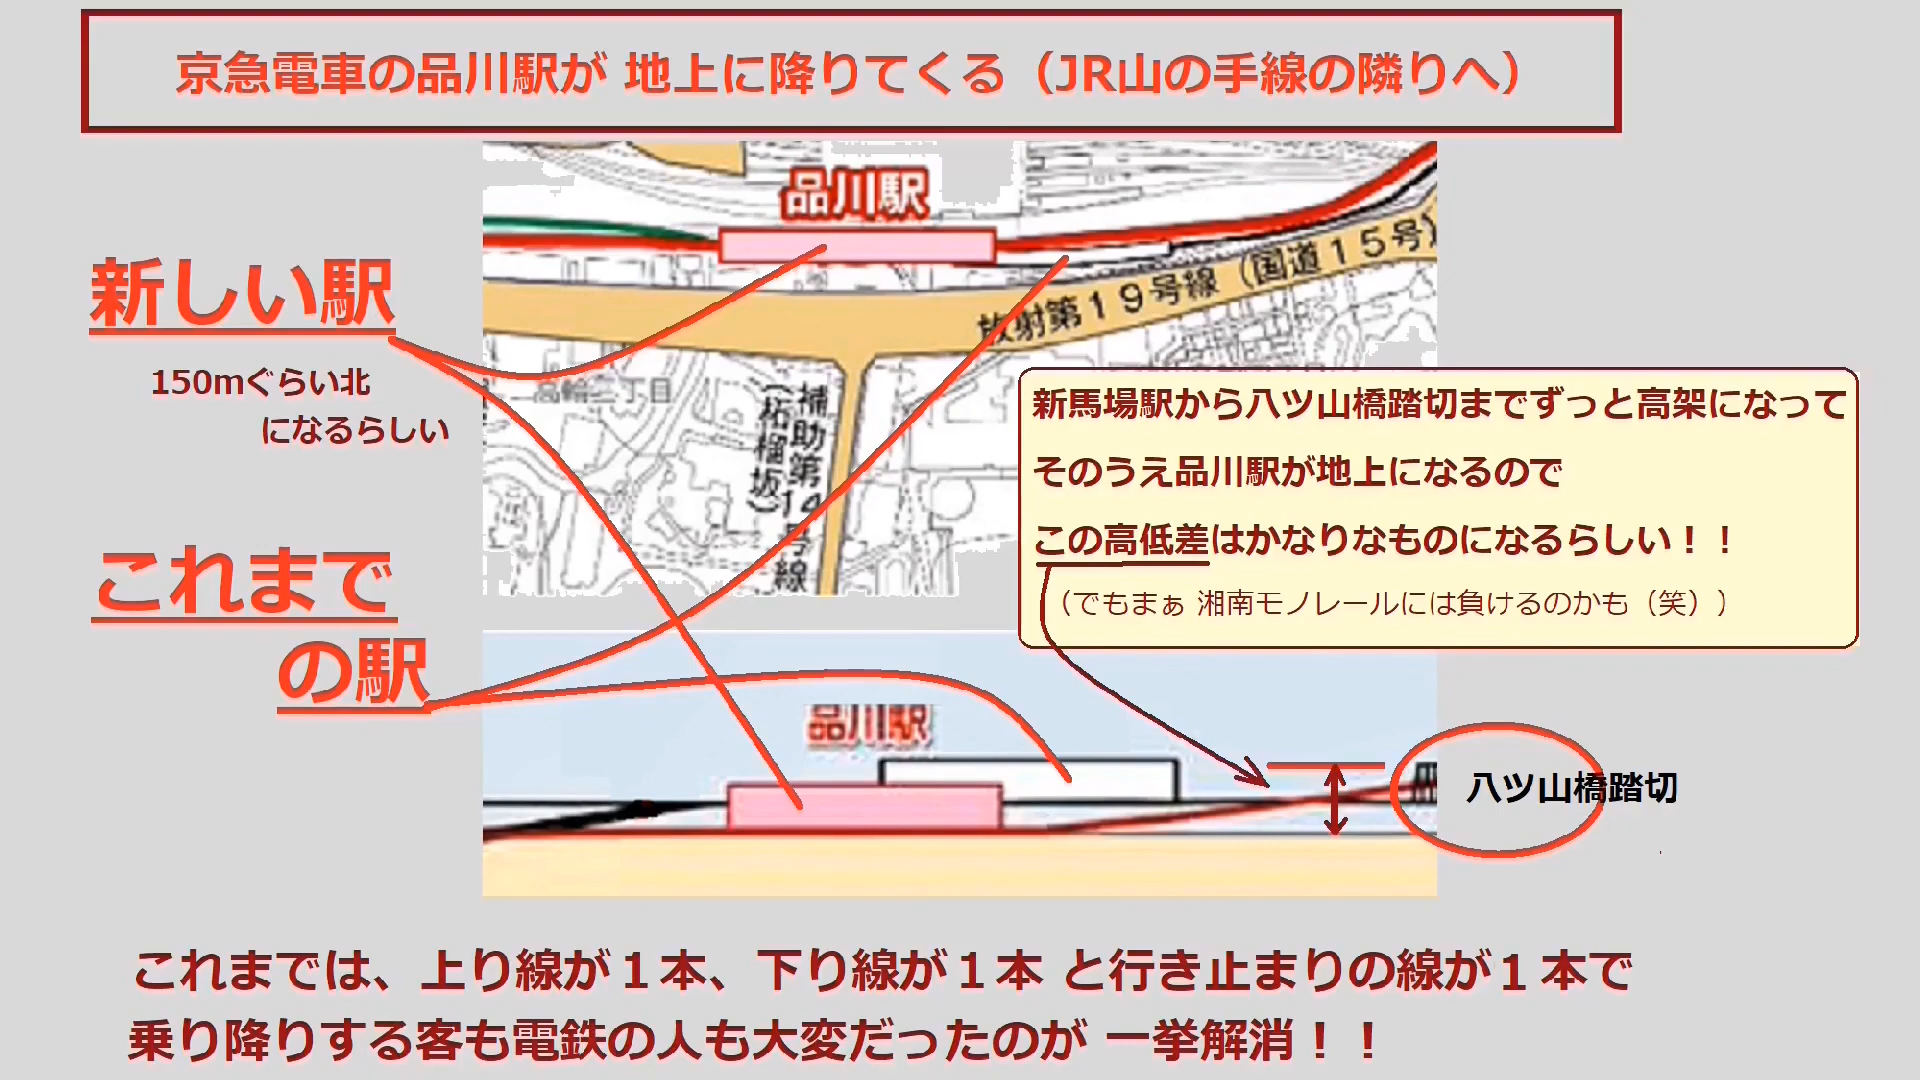 京急電車の品川駅が 地上に降りてくる（JR山の手線の隣りへ）
品川駅
新しい駅
150mぐらい北
になるらしい
放射第１９号線（国道１５号）
高輪三丁目
補助第１４号線
（柘榴坂）
新馬場駅から八ツ山橋踏切までずっと高架になって
そのうえ品川駅が地上になるので
この高低差はかなりなものになるらしい！！
（でもまぁ 湘南モノレールには負けるのかも（笑））
これまで
の駅
品川駅
八ツ山橋踏切
これまでは、上り線が１本、下り線が１本 と行き止まりの線が１本で
乗り降りする客も電鉄の人も大変だったのが 一挙解消！！